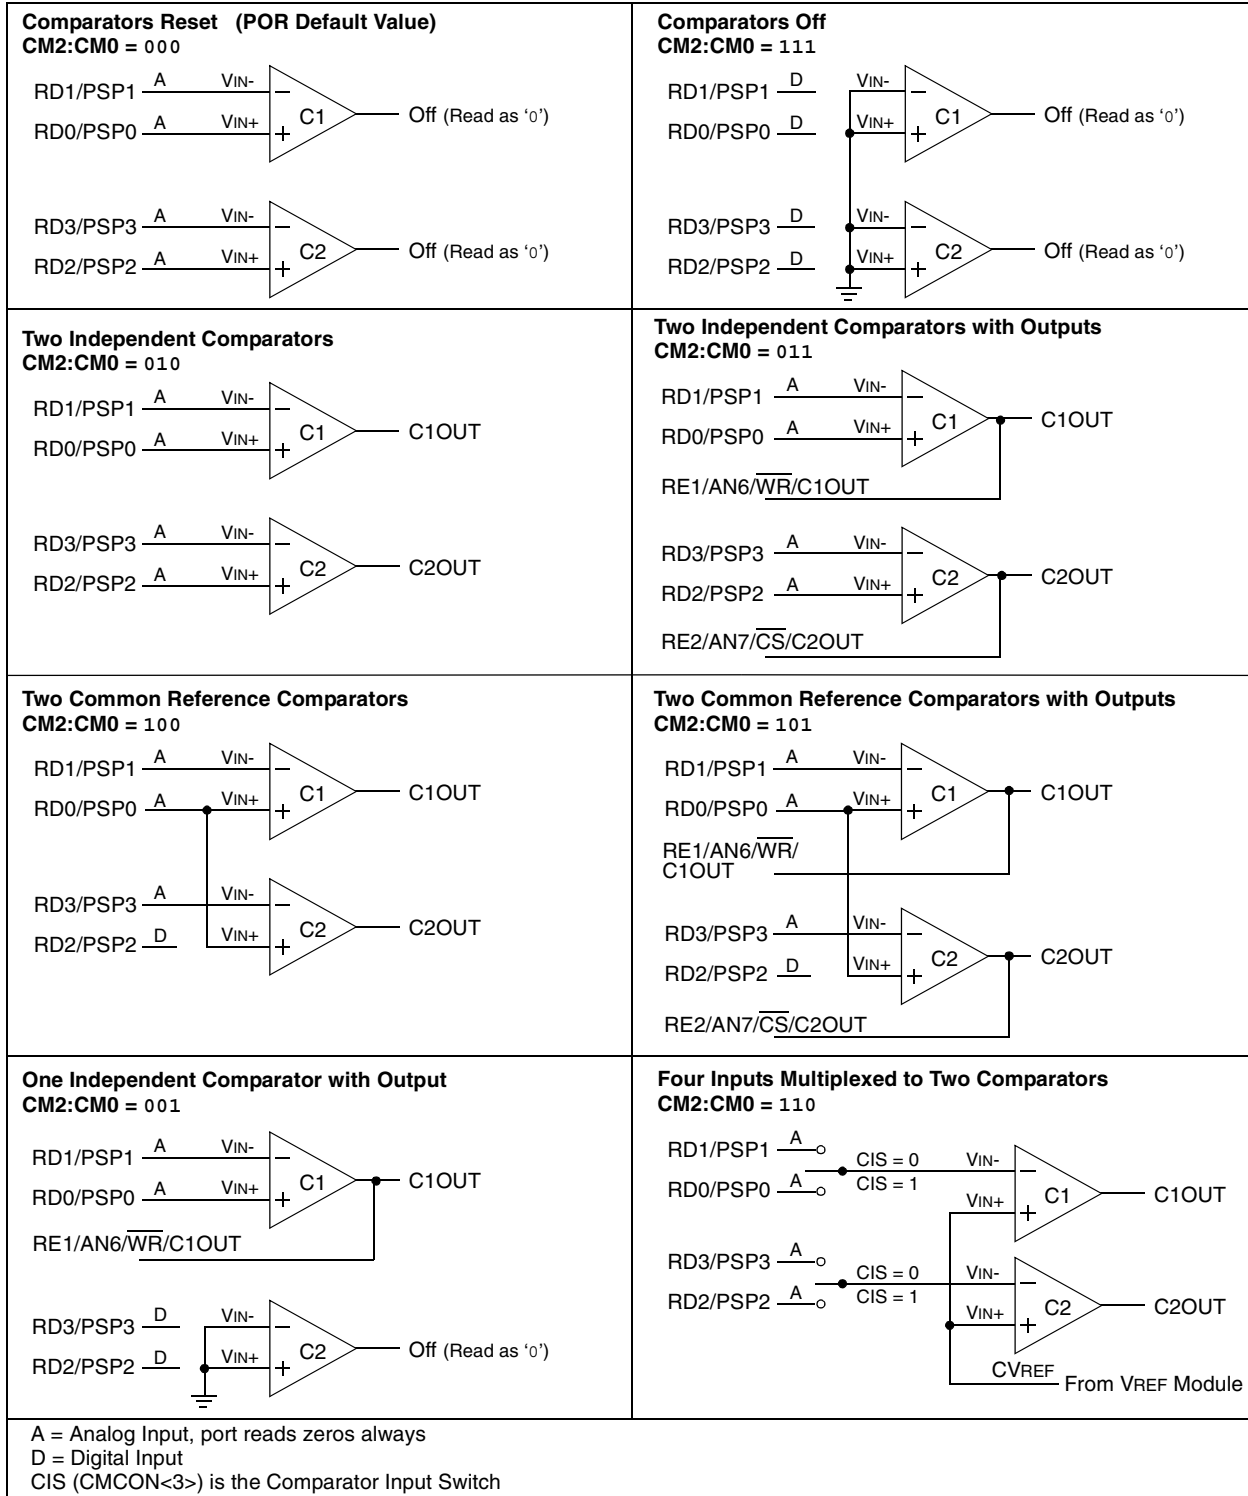 Comparators Reset (POR Default Value)
CM2:CM0 = 000
RD1/PSP1 A VIN- −
RD0/PSP0 A VIN+ +
C1
Off (Read as ‘0’)
RD3/PSP3 A VIN- −
RD2/PSP2 A VIN+ +
C2
Off (Read as ‘0’)
Comparators Off
CM2:CM0 = 111
RD1/PSP1 D VIN- −
RD0/PSP0 D VIN+ +
C1
Off (Read as ‘0’)
RD3/PSP3 D VIN- −
RD2/PSP2 D VIN+ +
C2
Off (Read as ‘0’)
Two Independent Comparators
CM2:CM0 = 010
RD1/PSP1 A VIN- −
RD0/PSP0 A VIN+ +
C1
C1OUT
RD3/PSP3 A VIN- −
RD2/PSP2 A VIN+ +
C2
C2OUT
Two Independent Comparators with Outputs
CM2:CM0 = 011
RD1/PSP1 A VIN- −
RD0/PSP0 A VIN+ +
C1
C1OUT
RE1/AN6/W̅R̅/C1OUT
RD3/PSP3 A VIN- −
RD2/PSP2 A VIN+ +
C2
C2OUT
RE2/AN7/C̅S̅/C2OUT
Two Common Reference Comparators
CM2:CM0 = 100
RD1/PSP1 A VIN- −
RD0/PSP0 A VIN+ +
C1
C1OUT
RD3/PSP3 A VIN- −
RD2/PSP2 D VIN+ +
C2
C2OUT
Two Common Reference Comparators with Outputs
CM2:CM0 = 101
RD1/PSP1 A VIN- −
RD0/PSP0 A VIN+ +
C1
C1OUT
RE1/AN6/W̅R̅/
C1OUT
RD3/PSP3 A VIN- −
RD2/PSP2 D VIN+ +
C2
C2OUT
RE2/AN7/C̅S̅/C2OUT
One Independent Comparator with Output
CM2:CM0 = 001
RD1/PSP1 A VIN- −
RD0/PSP0 A VIN+ +
C1
C1OUT
RE1/AN6/W̅R̅/C1OUT
RD3/PSP3 D VIN- −
RD2/PSP2 D VIN+ +
C2
Off (Read as ‘0’)
Four Inputs Multiplexed to Two Comparators
CM2:CM0 = 110
RD1/PSP1 A
RD0/PSP0 A
CIS = 0 VIN- −
CIS = 1
VIN+ +
C1
C1OUT
RD3/PSP3 A
RD2/PSP2 A
CIS = 0 VIN- −
CIS = 1
VIN+ +
C2
C2OUT
CVREF
From VREF Module
A = Analog Input, port reads zeros always
D = Digital Input
CIS (CMCON<3>) is the Comparator Input Switch